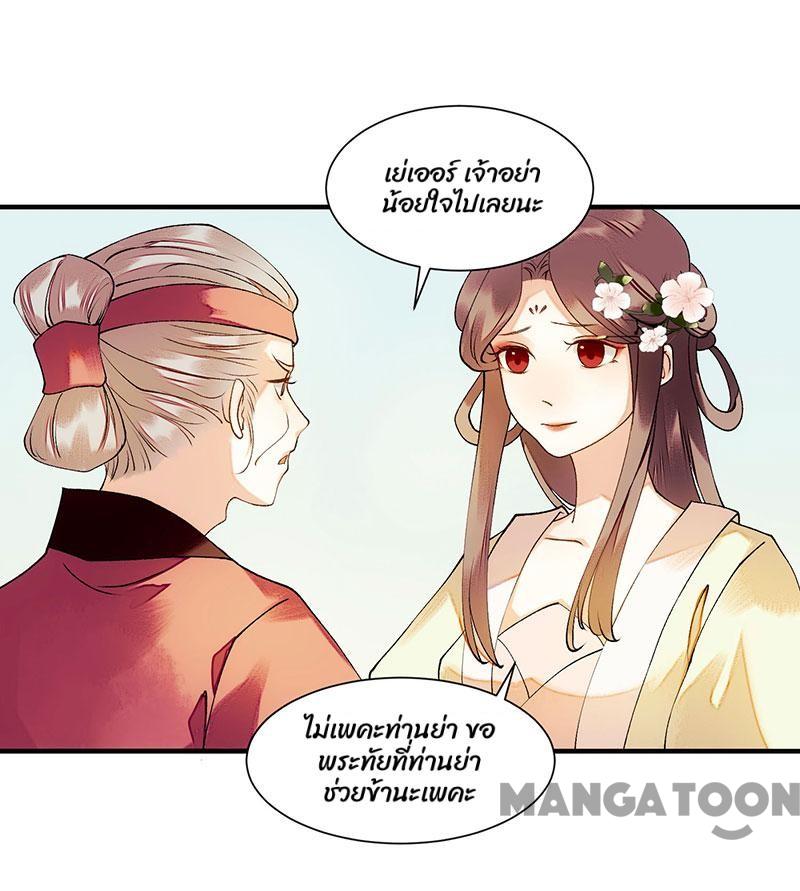 เย่เออร์ เจ้าอย่า
น้อยใจไปเลยนะ
ไม่เพคะท่านย่า ขอ
พระทัยที่ท่านย่า
ช่วยข้านะเพคะ
MANGATOON